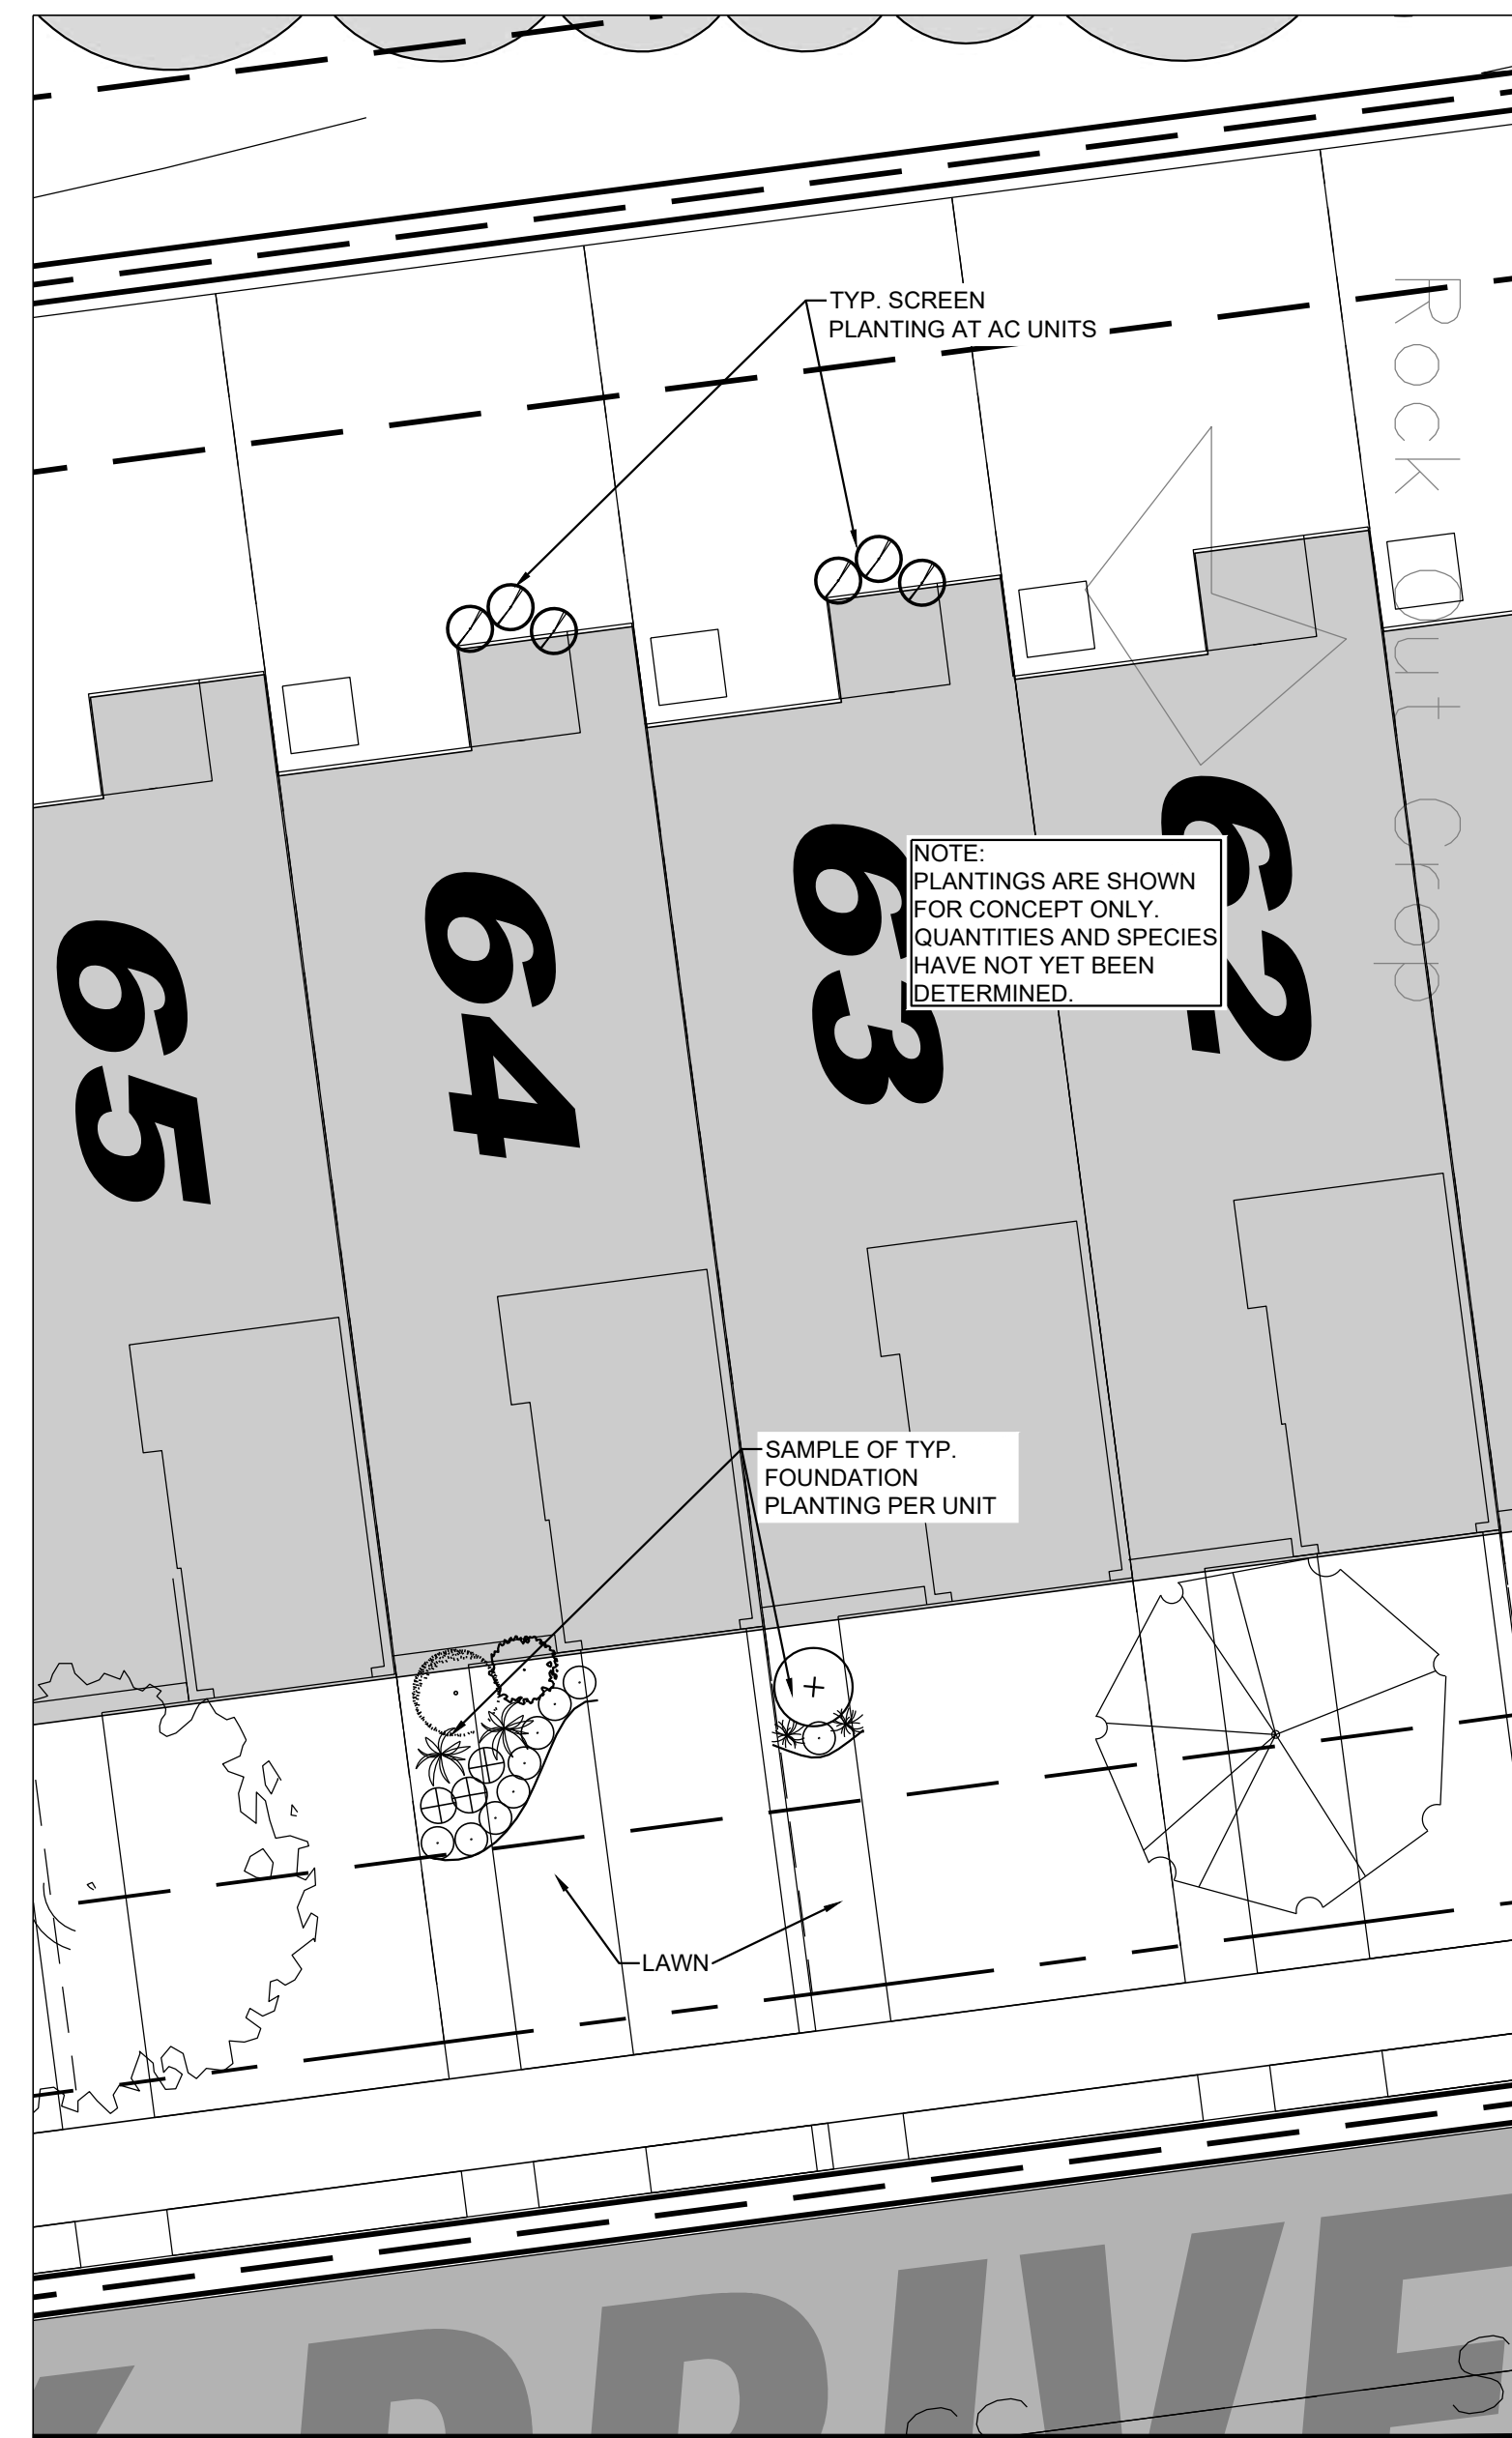 TYP. SCREEN
PLANTING AT AC UNITS
Rock Out Crop
65
64
63
62
NOTE:
PLANTINGS ARE SHOWN
FOR CONCEPT ONLY.
QUANTITIES AND SPECIES
HAVE NOT YET BEEN
DETERMINED.
SAMPLE OF TYP.
FOUNDATION
PLANTING PER UNIT
LAWN
DRIVE